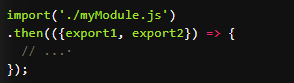 import('./myModule.js')
.then(({export1, export2}) => {
  // ...·
});